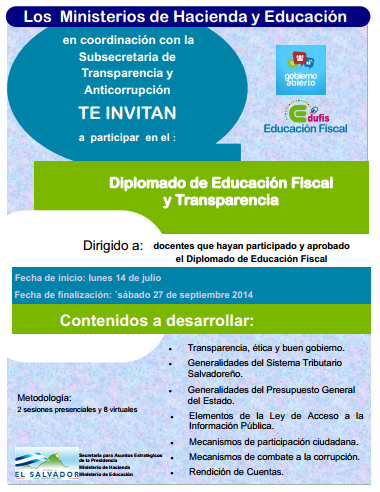 Los Ministerios de Hacienda y Educación
en coordinación con la
Subsecretaria de
Transparencia y
Anticorrupción
TE INVITAN
a participar en el :
gobierno
abierto
Edufis
Educación Fiscal
Diplomado de Educación Fiscal
y Transparencia
Dirigido a: docentes que hayan participado y aprobado
el Diplomado de Educación Fiscal
Fecha de inicio: lunes 14 de julio
Fecha de finalización: ´sábado 27 de septiembre 2014
Contenidos a desarrollar:
Metodología:
2 sesiones presenciales y 8 virtuales
• Transparencia, ética y buen gobierno.
• Generalidades del Sistema Tributario
Salvadoreño.
• Generalidades del Presupuesto General
del Estado.
• Elementos de la Ley de Acceso a la
Información Pública.
• Mecanismos de participación ciudadana.
• Mecanismos de combate a la corrupción.
• Rendición de Cuentas.
EL SALVADOR
Secretaría para Asuntos Estratégicos
de la Presidencia
Ministerio de Hacienda
Ministerio de Educación